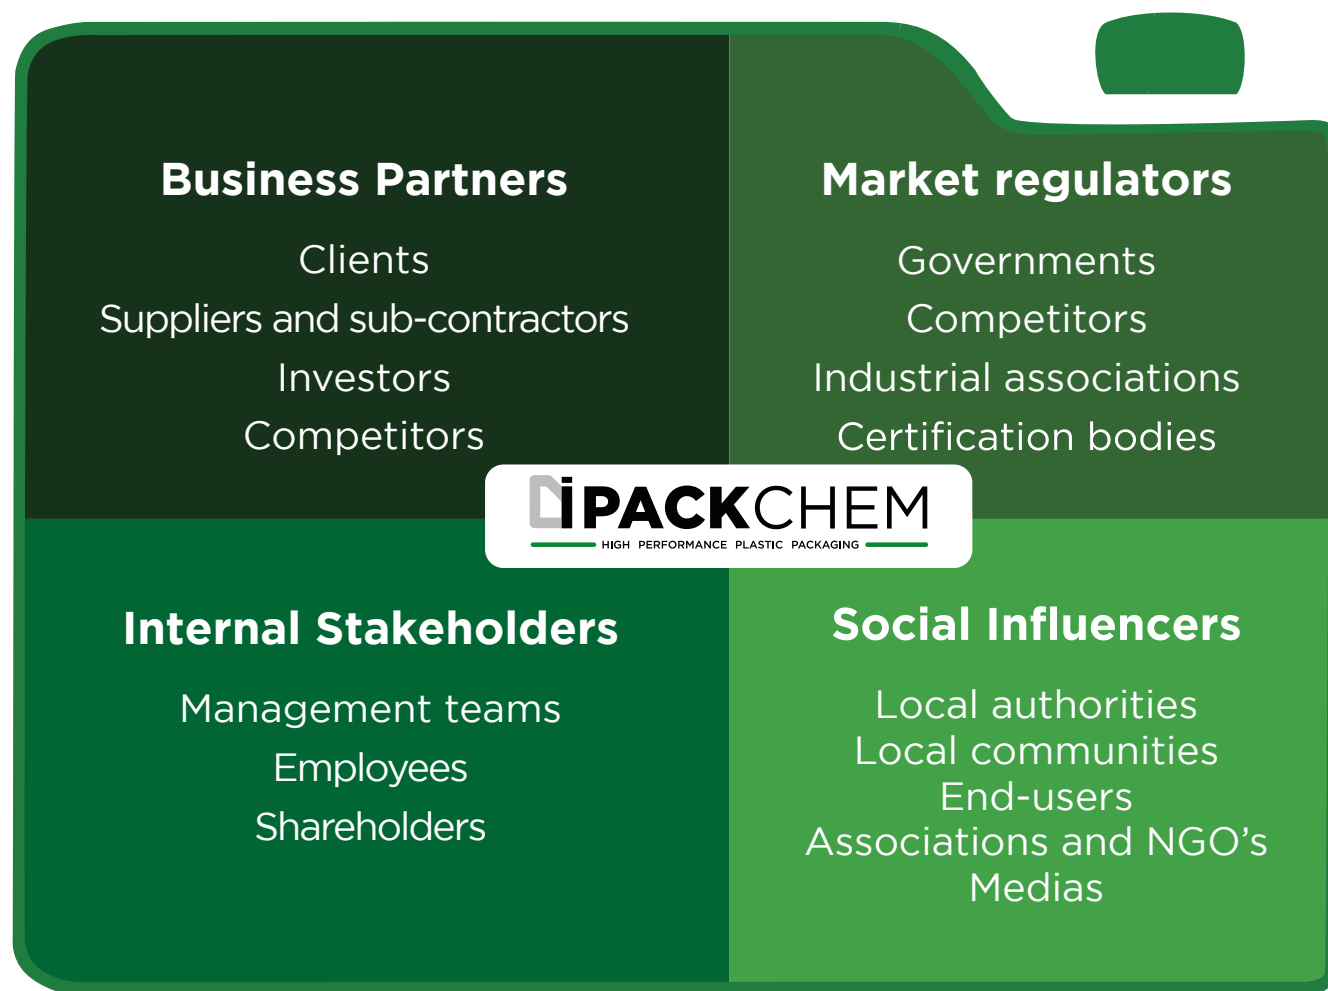 Business Partners
Clients
Suppliers and sub-contractors
Investors
Competitors
Market regulators
Governments
Competitors
Industrial associations
Certification bodies
iPACKCHEM
HIGH PERFORMANCE PLASTIC PACKAGING
Internal Stakeholders
Management teams
Employees
Shareholders
Social Influencers
Local authorities
Local communities
End-users
Associations and NGO’s
Medias